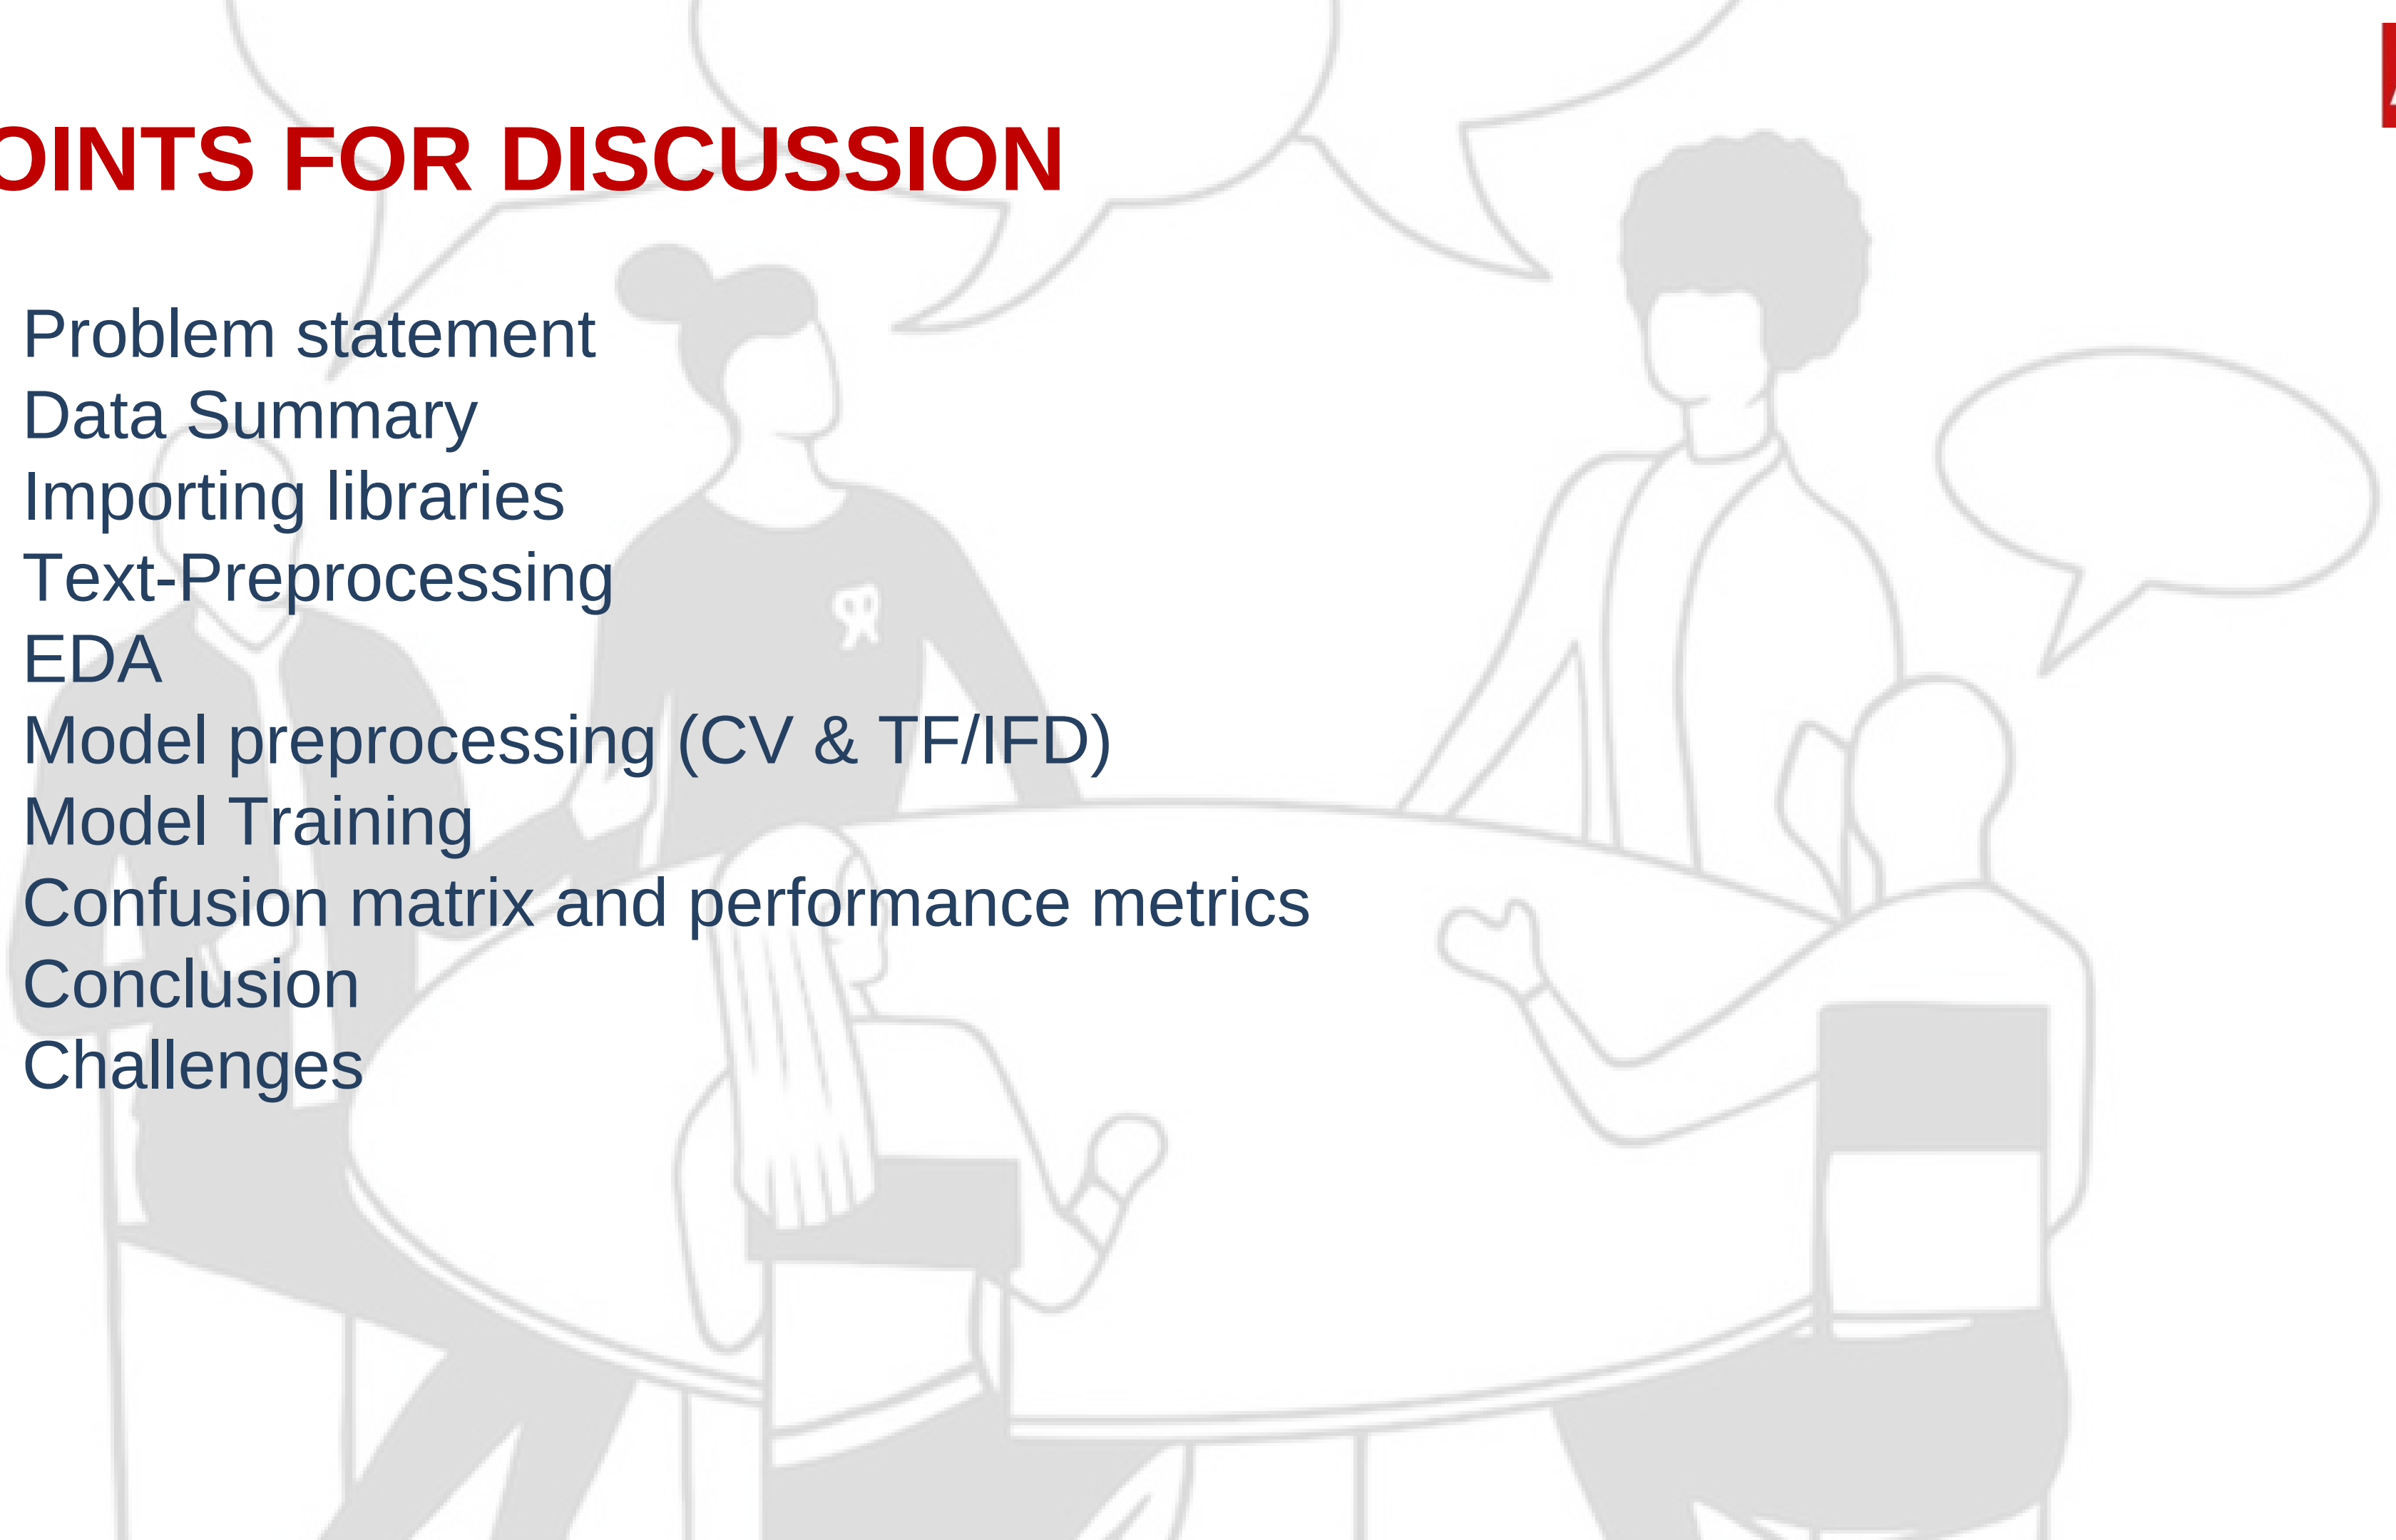 OINTS FOR DISCUSSION
Problem statement
Data Summary
Importing libraries
Text-Preprocessing
EDA
Model preprocessing (CV & TF/IFD)
Model Training
Confusion matrix and performance metrics
Conclusion
Challenges